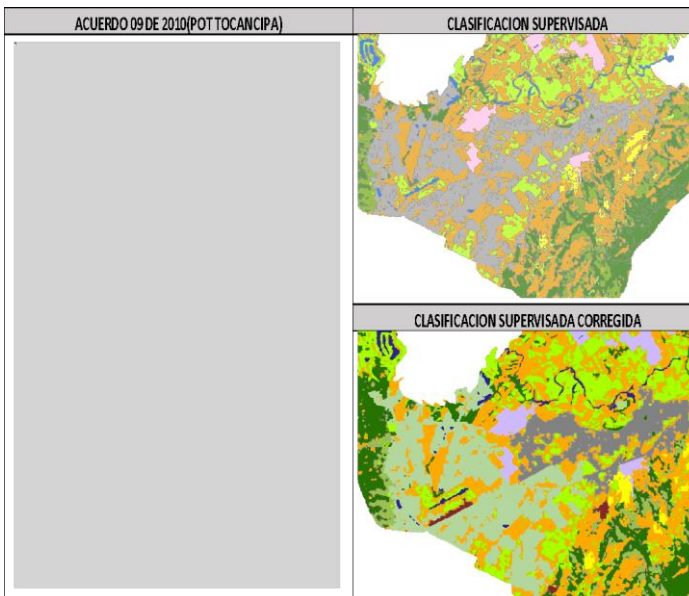 ACUERDO 09 DE 2010(POT TOCANCIPA)
CLASIFICACION SUPERVISADA
CLASIFICACION SUPERVISADA CORREGIDA